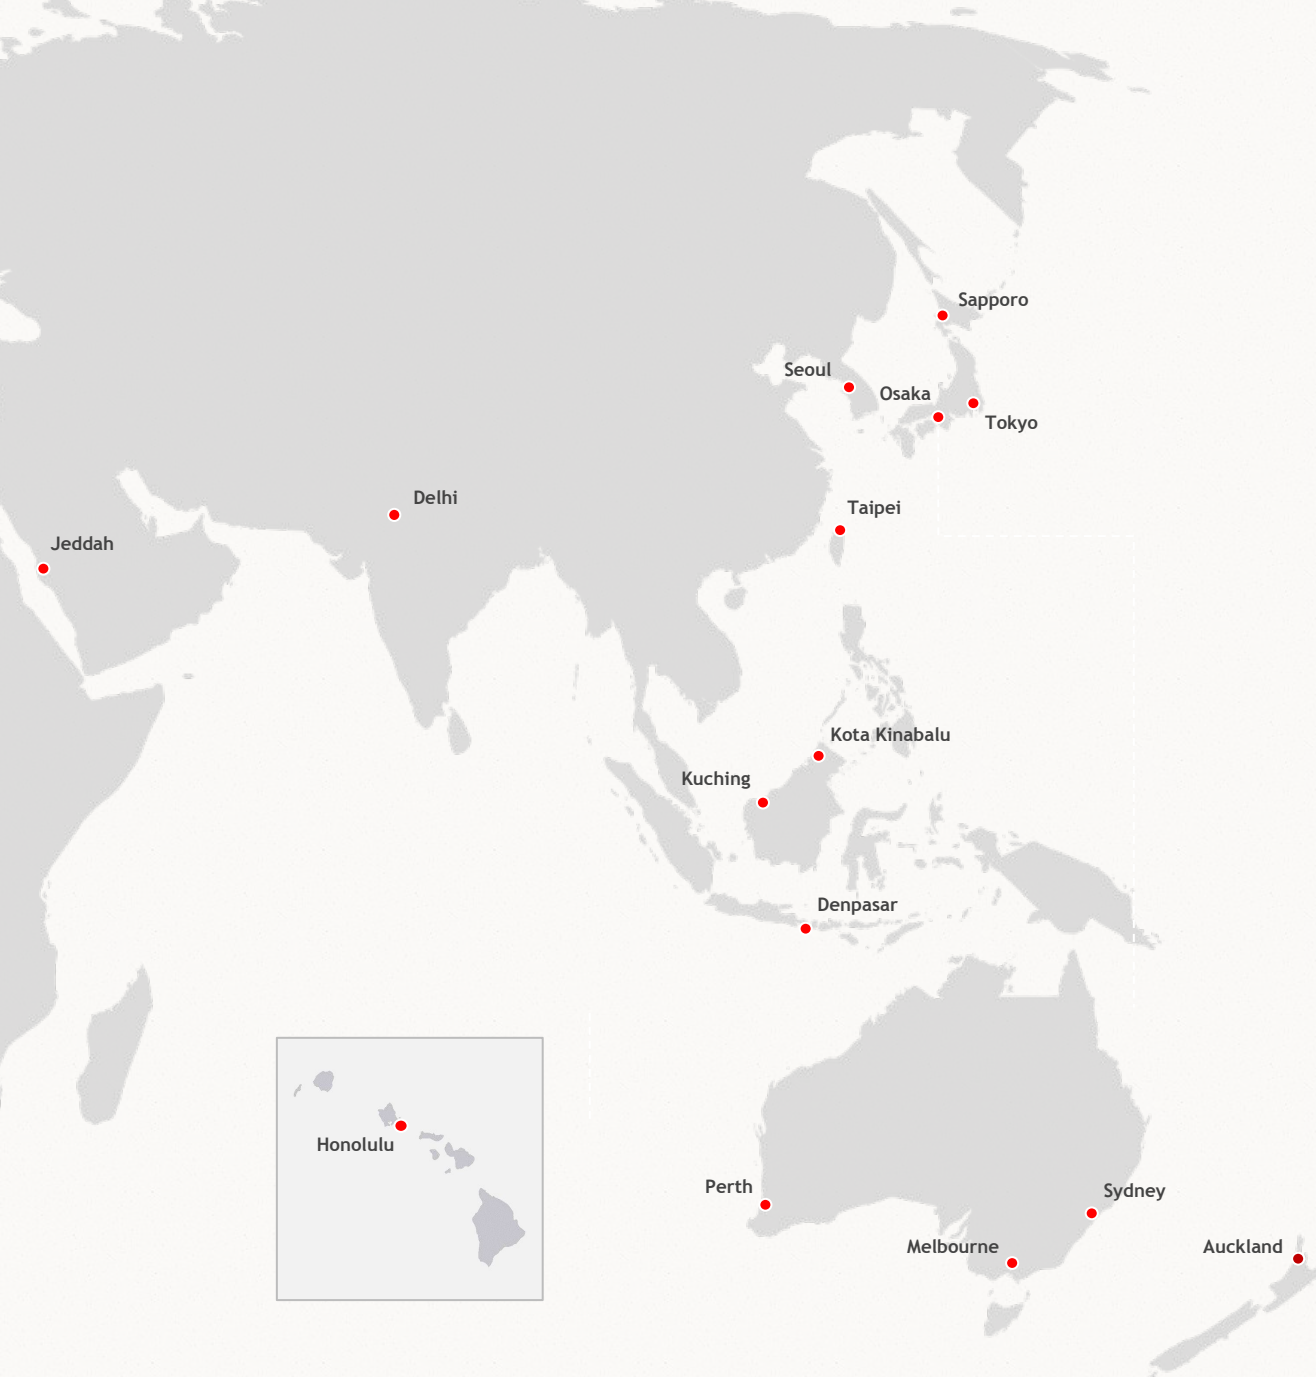 Sapporo
Seoul
Osaka
Tokyo
Delhi
Taipei
Jeddah
Kota Kinabalu
Kuching
Denpasar
Honolulu
Perth
Sydney
Melbourne
Auckland